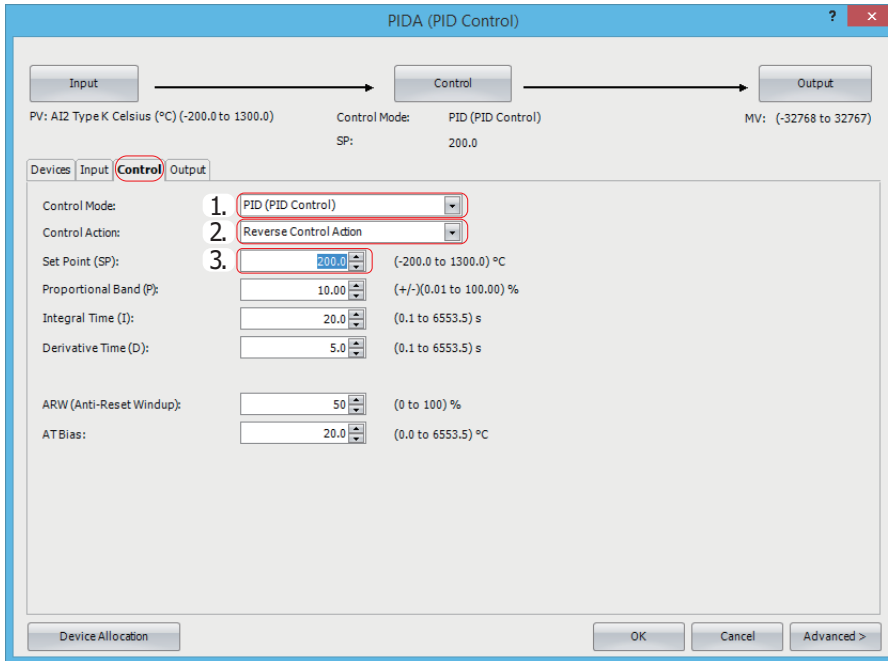 PIDA (PID Control)
? ×
Input Control Output
PV: AI2 Type K Celsius (°C) (-200.0 to 1300.0) Control Mode: PID (PID Control) MV: (-32768 to 32767)
SP: 200.0
Devices Input Control Output
Control Mode: 1. PID (PID Control)
Control Action: 2. Reverse Control Action
Set Point (SP): 3. 200.0 (-200.0 to 1300.0) °C
Proportional Band (P): 10.00 (+/-)(0.01 to 100.00) %
Integral Time (I): 20.0 (0.1 to 6553.5) s
Derivative Time (D): 5.0 (0.1 to 6553.5) s
ARW (Anti-Reset Windup): 50 (0 to 100) %
AT Bias: 20.0 (0.0 to 6553.5) °C
Device Allocation OK Cancel Advanced >